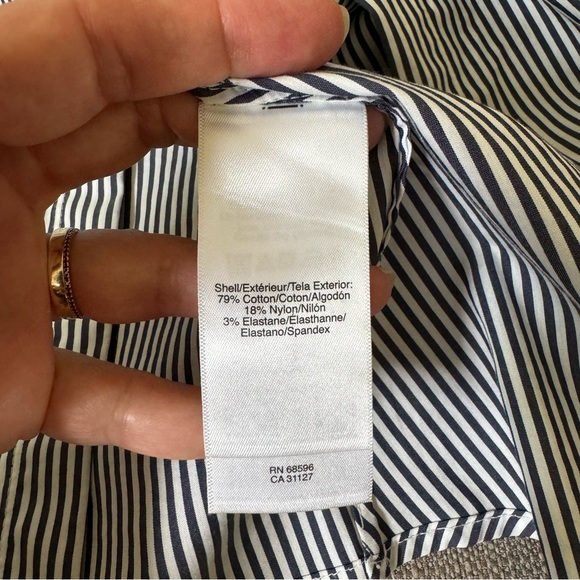 Shell/Extérieur/Tela Exterior:
79% Cotton/Coton/Algodón
18% Nylon/Nilón
3% Elastane/Élasthanne/
Elastano/Spandex
RN 68596
CA 31127